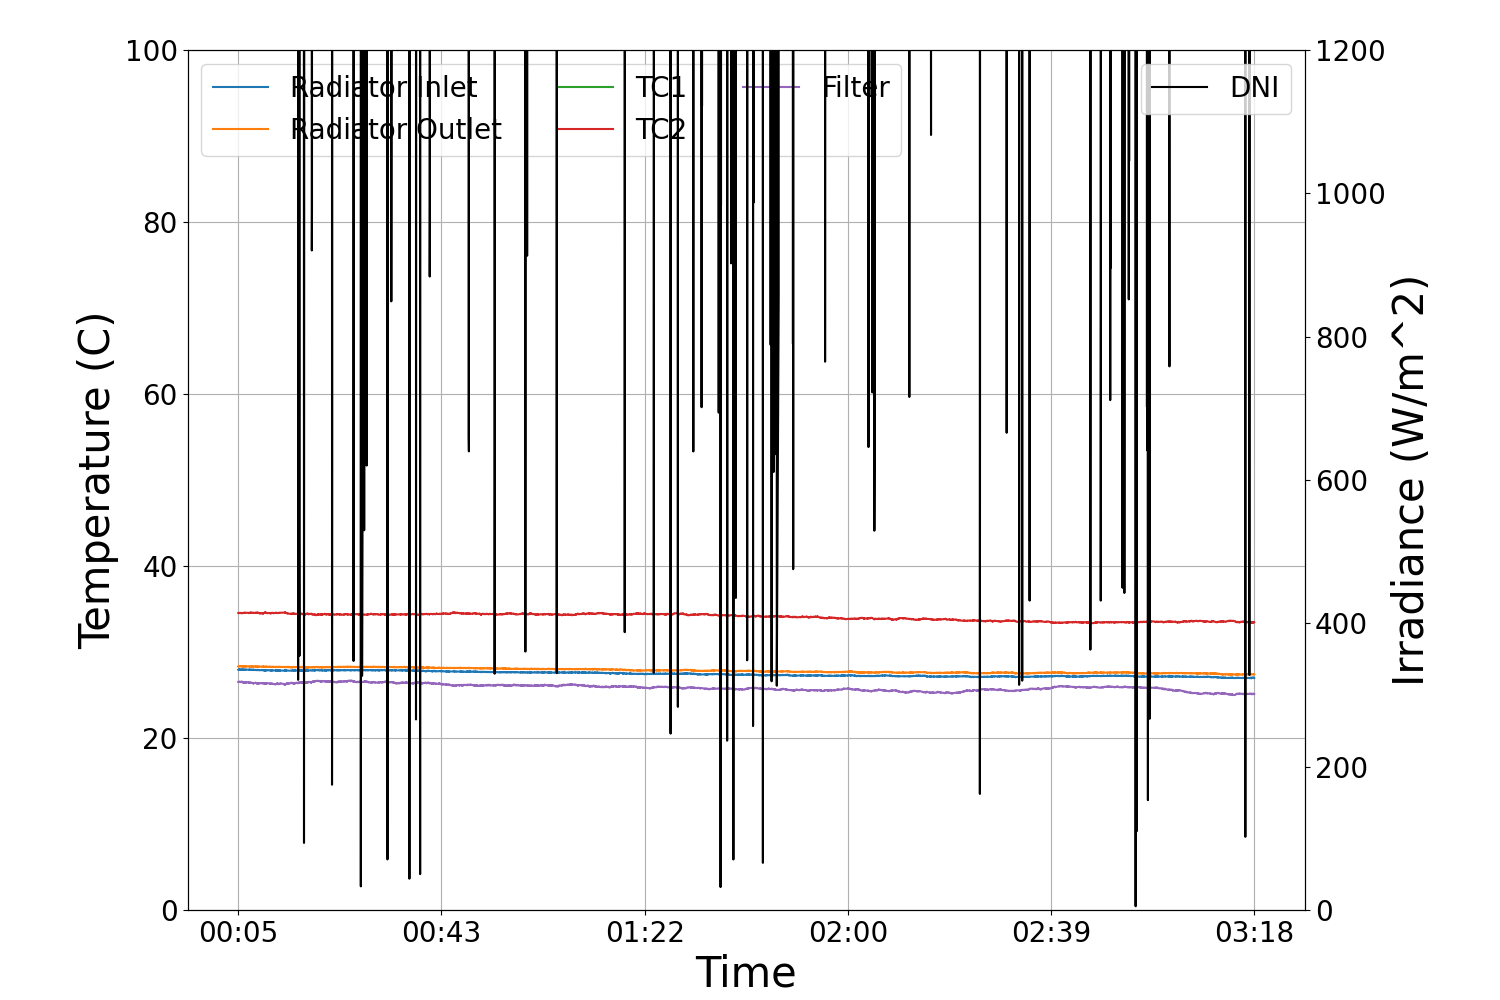 Radiator Inlet
Radiator Outlet
TC1
TC2
Filter
DNI
Temperature (C)
100
80
60
40
20
0
1200
1000
800
600
400
200
0
Irradiance (W/m^2)
00:05 00:43 01:22 02:00 02:39 03:18
Time